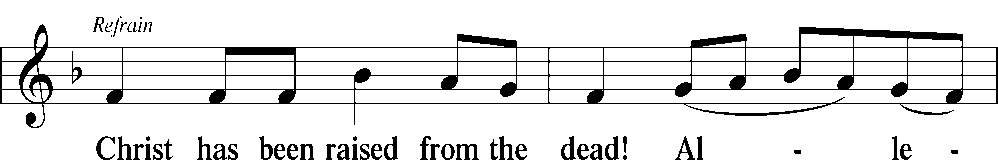 Refrain
Christ has been raised from the dead! Al - le -